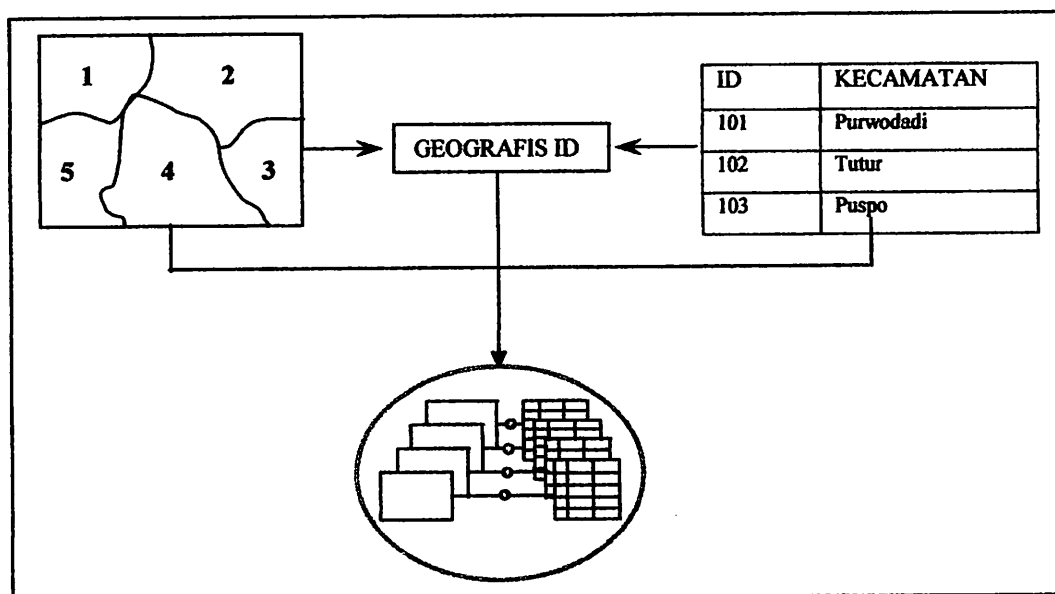 1 2
5 4 3
GEOGRAFIS ID
ID KECAMATAN
101 Purwodadi
102 Tutur
103 Puspo